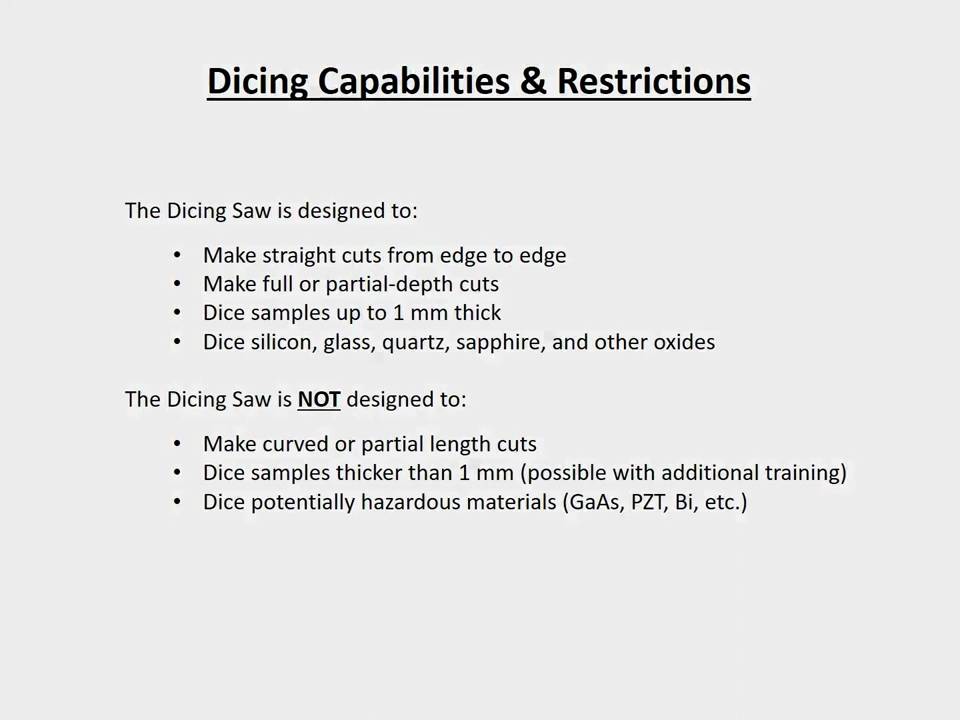 Dicing Capabilities & Restrictions
The Dicing Saw is designed to:
• Make straight cuts from edge to edge
• Make full or partial-depth cuts
• Dice samples up to 1 mm thick
• Dice silicon, glass, quartz, sapphire, and other oxides
The Dicing Saw is NOT designed to:
• Make curved or partial length cuts
• Dice samples thicker than 1 mm (possible with additional training)
• Dice potentially hazardous materials (GaAs, PZT, Bi, etc.)